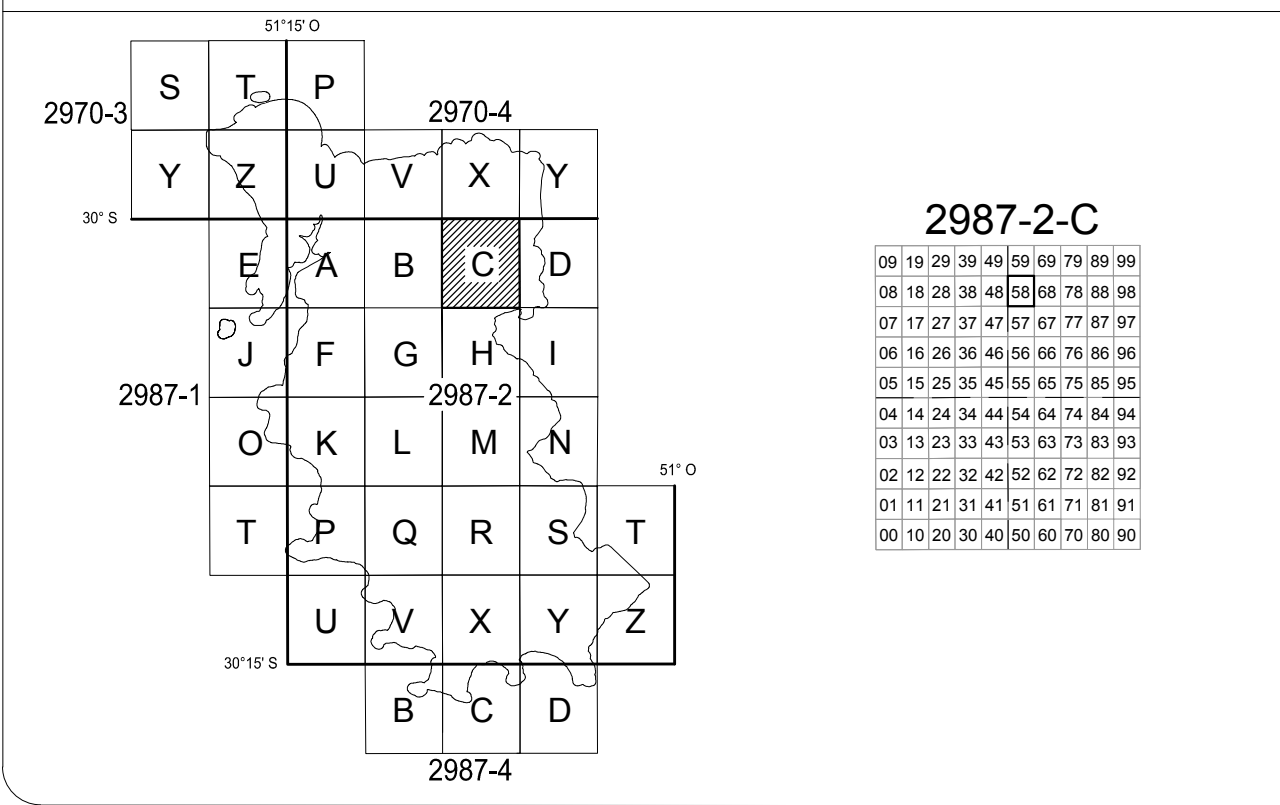 51°15' O
S T P
2970-3 2970-4
Y Z U V X Y
30° S
E A B C D
J F G H I
2987-1 2987-2
O K L M N
51° O
T P Q R S T
U V X Y Z
30°15' S
B C D
2987-4
2987-2-C
09 19 29 39 49 59 69 79 89 99
08 18 28 38 48 58 68 78 88 98
07 17 27 37 47 57 67 77 87 97
06 16 26 36 46 56 66 76 86 96
05 15 25 35 45 55 65 75 85 95
04 14 24 34 44 54 64 74 84 94
03 13 23 33 43 53 63 73 83 93
02 12 22 32 42 52 62 72 82 92
01 11 21 31 41 51 61 71 81 91
00 10 20 30 40 50 60 70 80 90